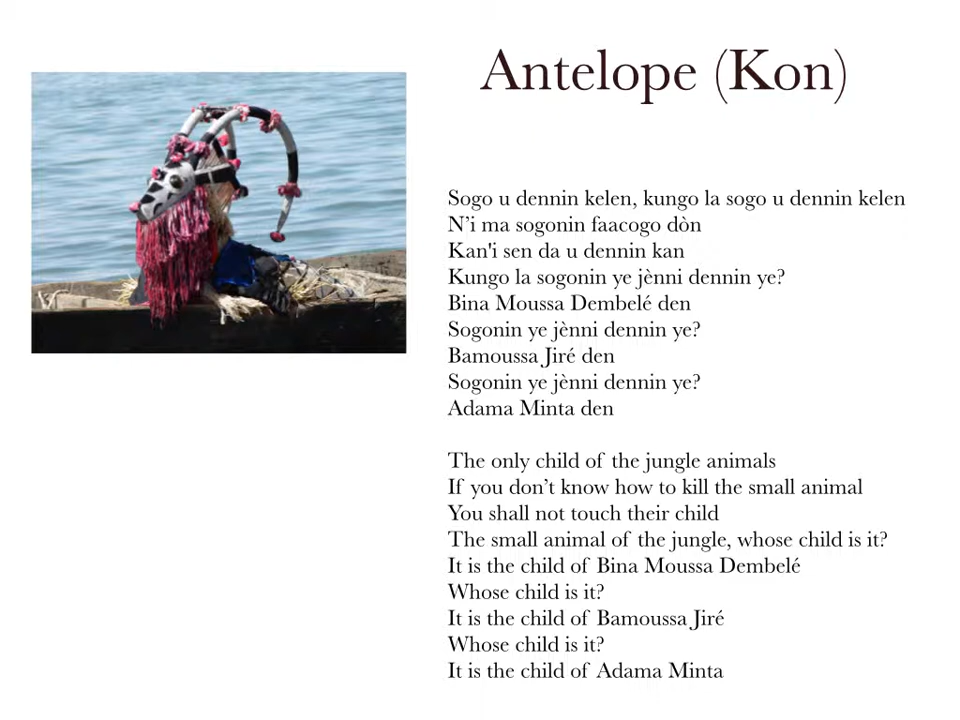 Antelope (Kon)
Sogo u dennin kelen, kungo la sogo u dennin kelen
N’i ma sogonin faacogo dòn
Kan'i sen da u dennin kan
Kungo la sogonin ye jènni dennin ye?
Bina Moussa Dembelé den
Sogonin ye jènni dennin ye?
Bamoussa Jiré den
Sogonin ye jènni dennin ye?
Adama Minta den
The only child of the jungle animals
If you don’t know how to kill the small animal
You shall not touch their child
The small animal of the jungle, whose child is it?
It is the child of Bina Moussa Dembelé
Whose child is it?
It is the child of Bamoussa Jiré
Whose child is it?
It is the child of Adama Minta